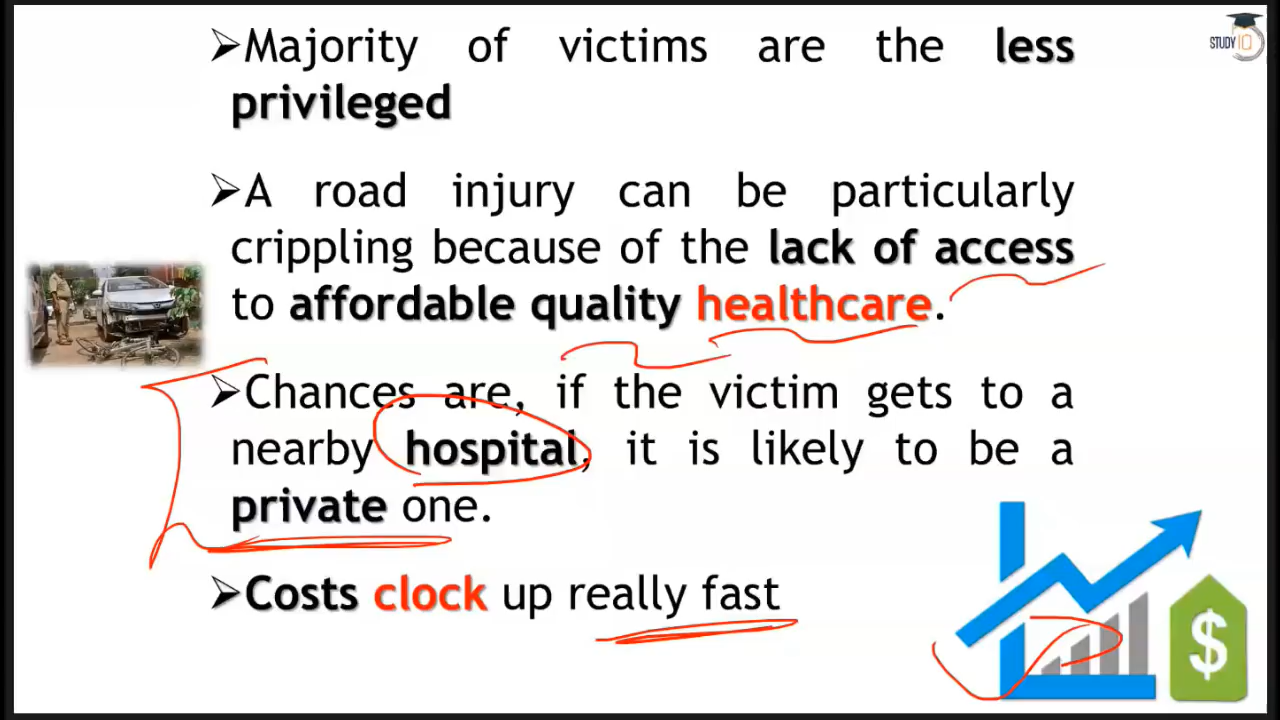 ➢Majority of victims are the less
privileged
➢A road injury can be particularly
crippling because of the lack of access
to affordable quality healthcare.
➢Chances are, if the victim gets to a
nearby hospital, it is likely to be a
private one.
➢Costs clock up really fast
STUDY IQ
$